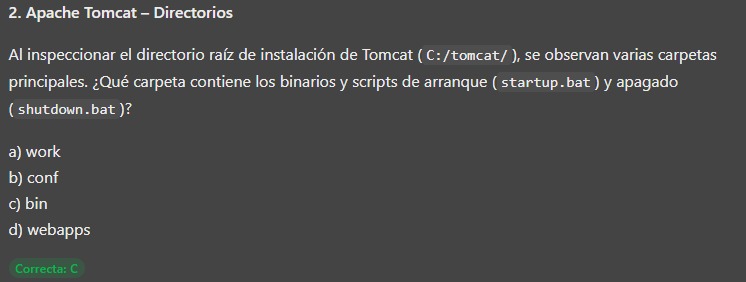 2. Apache Tomcat – Directorios
Al inspeccionar el directorio raíz de instalación de Tomcat ( C:/tomcat/ ), se observan varias carpetas
principales. ¿Qué carpeta contiene los binarios y scripts de arranque ( startup.bat ) y apagado
( shutdown.bat )?
a) work
b) conf
c) bin
d) webapps
Correcta: C